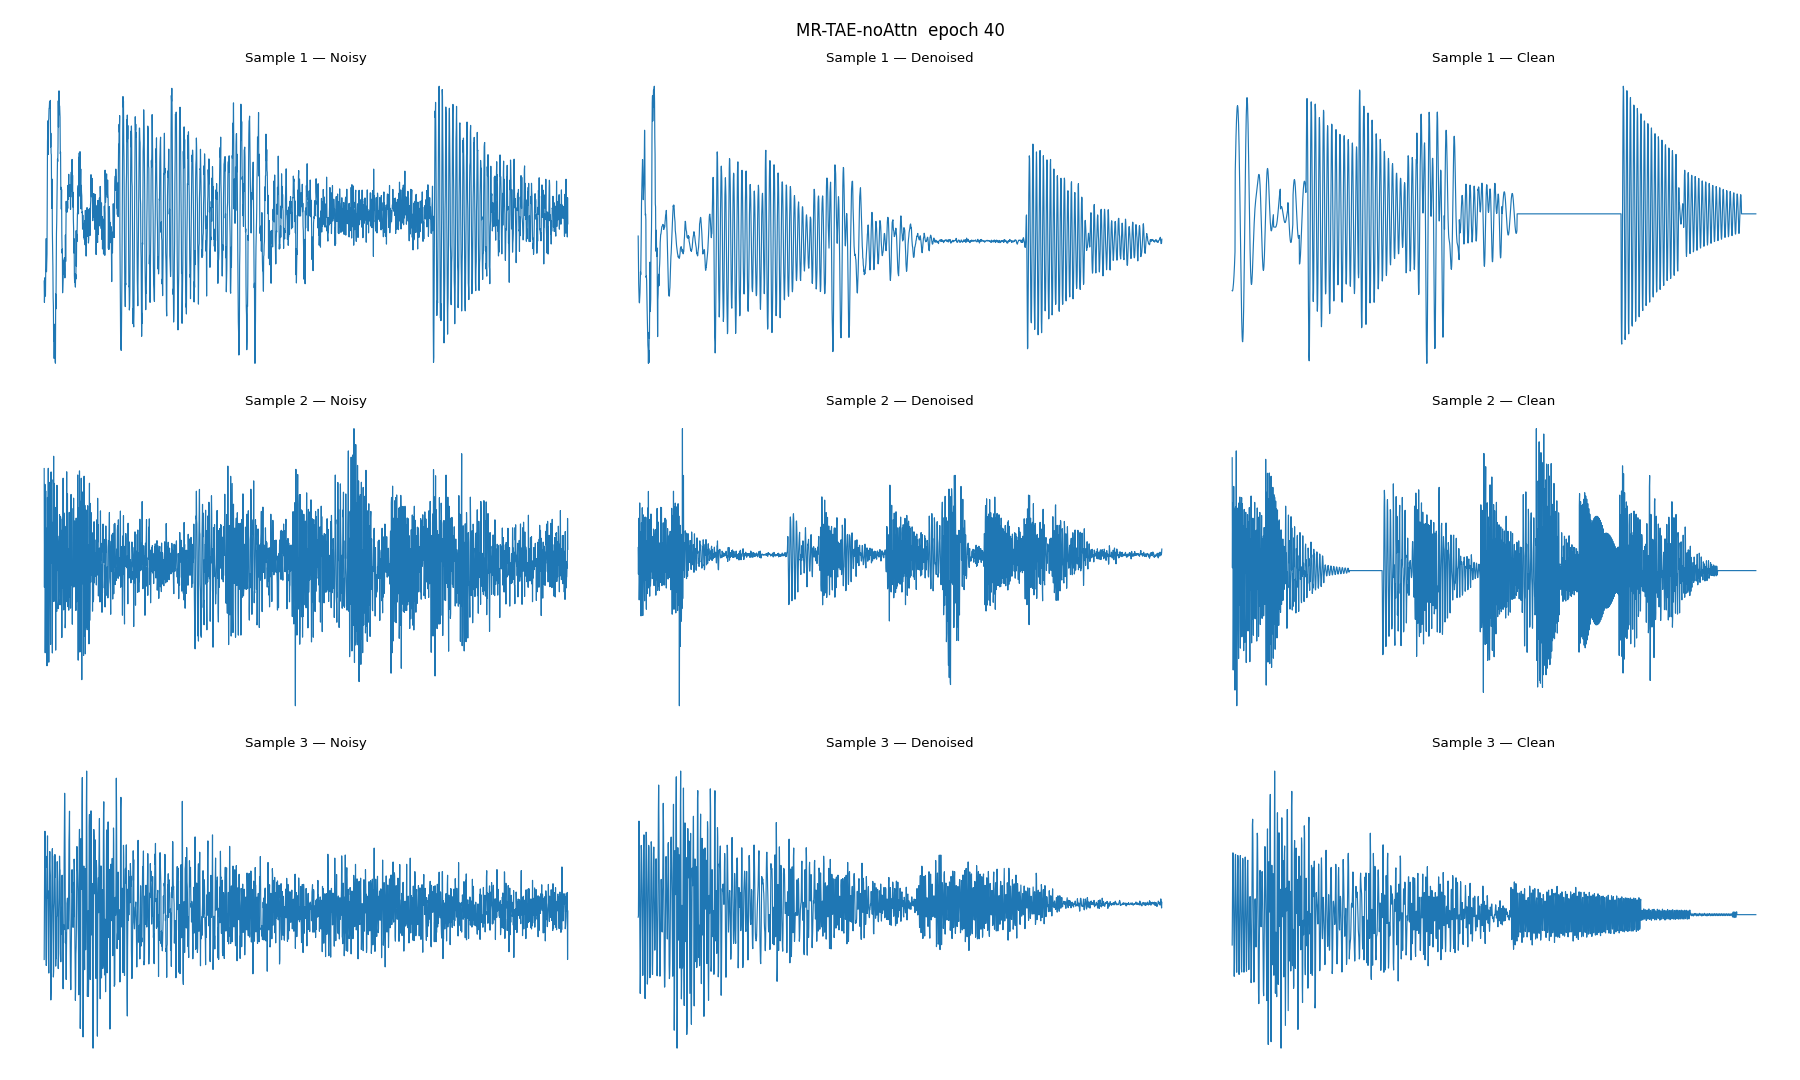 MR-TAE-noAttn  epoch 40
Sample 1 — Noisy
Sample 1 — Denoised
Sample 1 — Clean
Sample 2 — Noisy
Sample 2 — Denoised
Sample 2 — Clean
Sample 3 — Noisy
Sample 3 — Denoised
Sample 3 — Clean